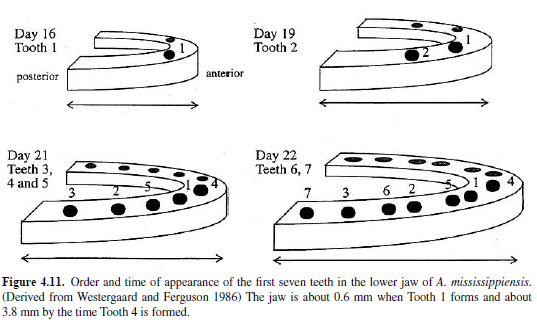 Day 16
Tooth 1
1
posterior
anterior
Day 19
Tooth 2
2
1
Day 21
Teeth 3,
4 and 5
3 2 5 1 4
Day 22
Teeth 6, 7
7 3 6 2 5 1 4
Figure 4.11. Order and time of appearance of the first seven teeth in the lower jaw of A. mississippiensis.
(Derived from Westergaard and Ferguson 1986) The jaw is about 0.6 mm when Tooth 1 forms and about
3.8 mm by the time Tooth 4 is formed.